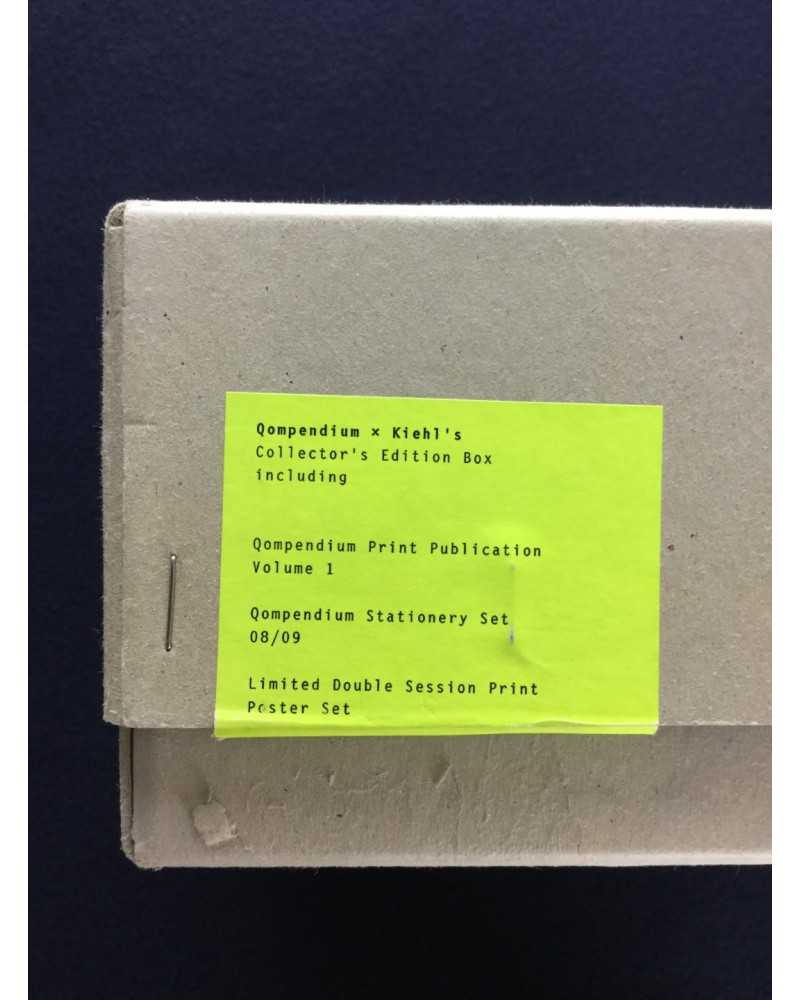 Qompendium × Kiehl's
Collector's Edition Box
including
Qompendium Print Publication
Volume 1
Qompendium Stationery Set
08/09
Limited Double Session Print
Poster Set